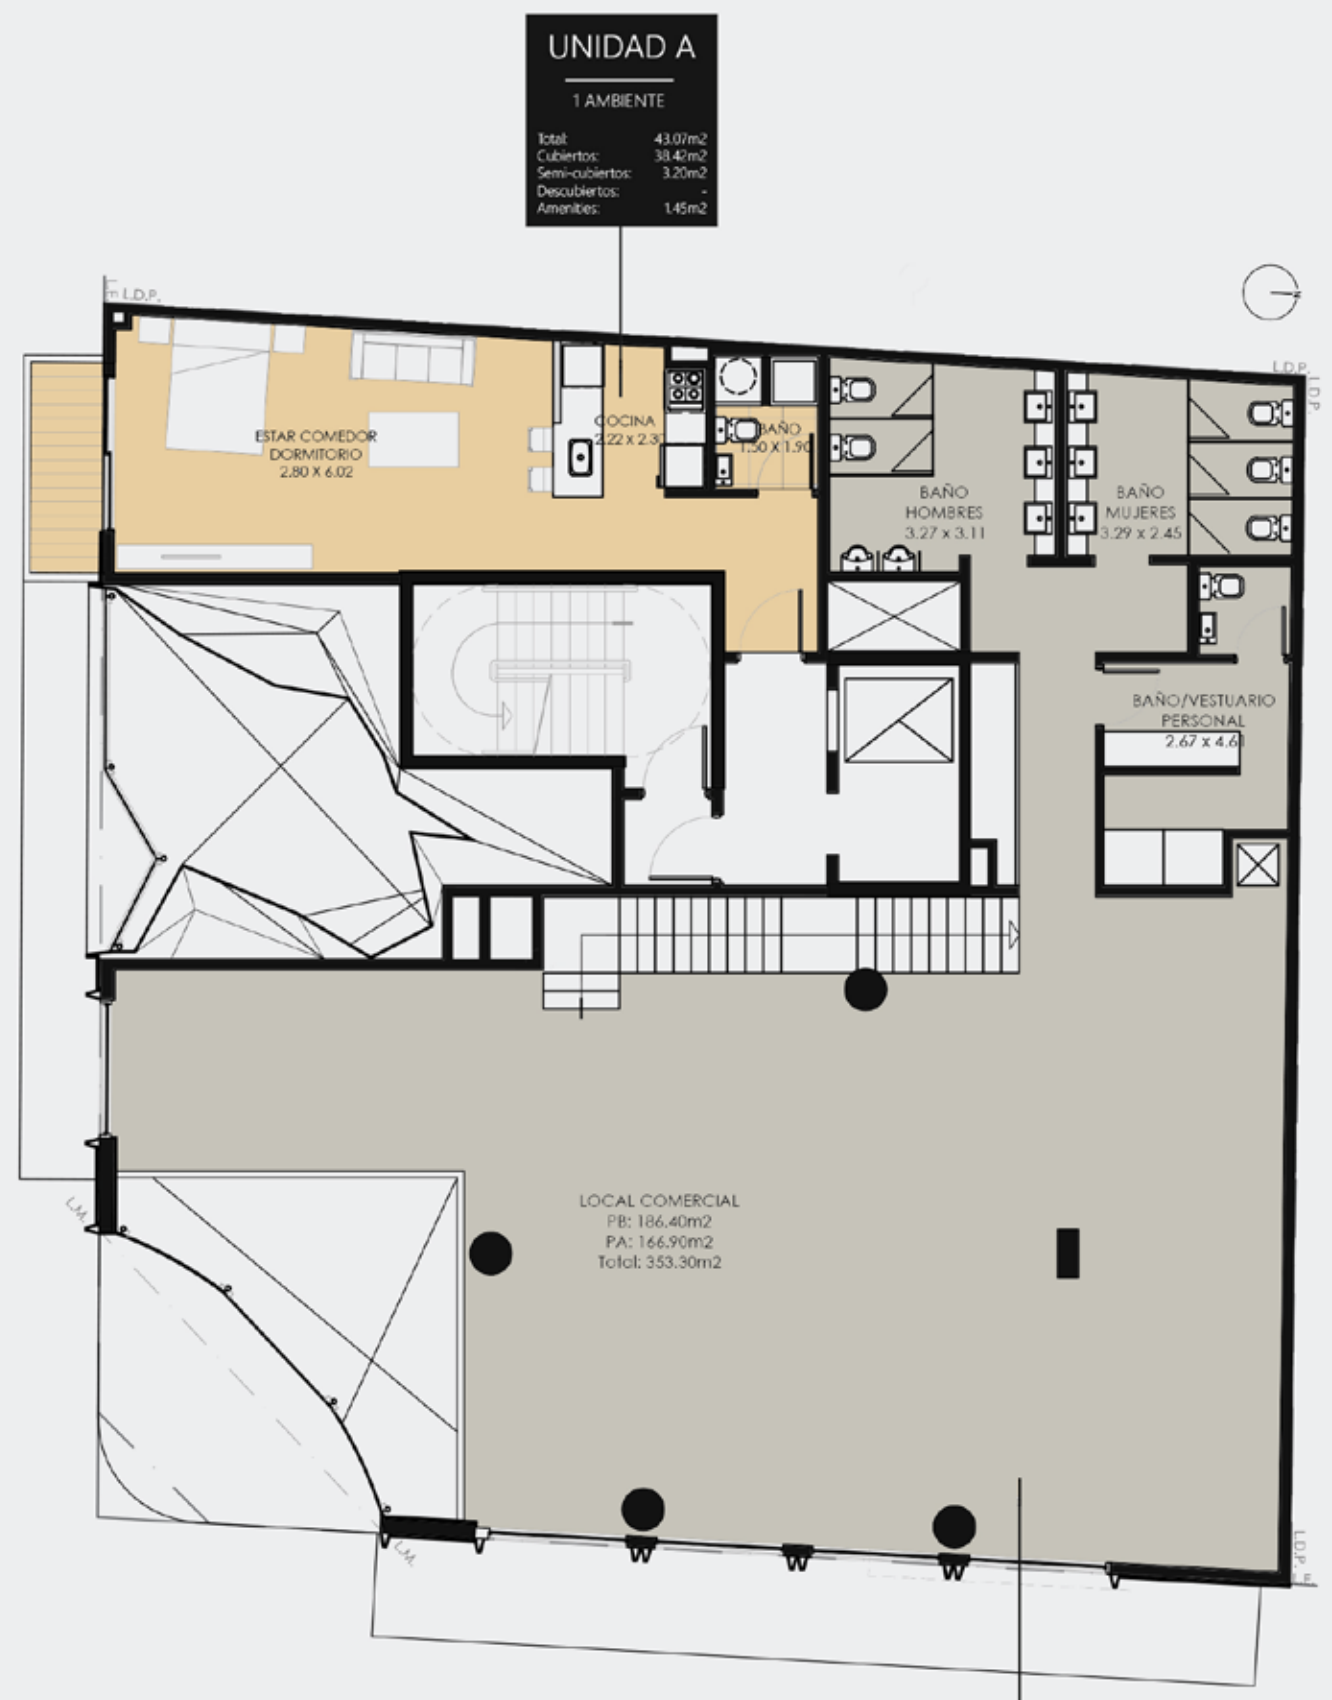 UNIDAD A
1 AMBIENTE
Total: 43.07m2
Cubiertos: 38.42m2
Semi-cubiertos: 3.20m2
Descubiertos: -
Amenities: 1.45m2
L.D.P.
L.D.P.
L.D.P.
ESTAR COMEDOR
DORMITORIO
2.80 X 6.02
COCINA
2.22 X 2.3
BAÑO
1.50 X 1.90
BAÑO
HOMBRES
3.27 x 3.11
BAÑO
MUJERES
3.29 x 2.45
BAÑO/VESTUARIO
PERSONAL
2.67 x 4.61
LOCAL COMERCIAL
PB: 186.40m2
PA: 166.90m2
Total: 353.30m2
L.M.
L.M.
L.D.P.